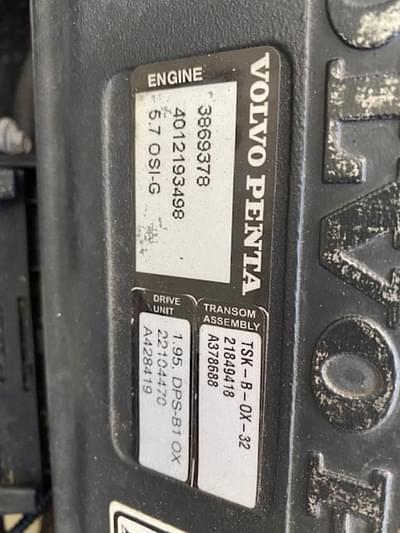 VOLVO PENTA
ENGINE
3869378
4012193498
5.7 OSI-G
TRANSOM
ASSEMBLY
TSK-B-OX-32
21849418
A378688
DRIVE
UNIT
1.95, DPS-B1 OX
22104470
A428419